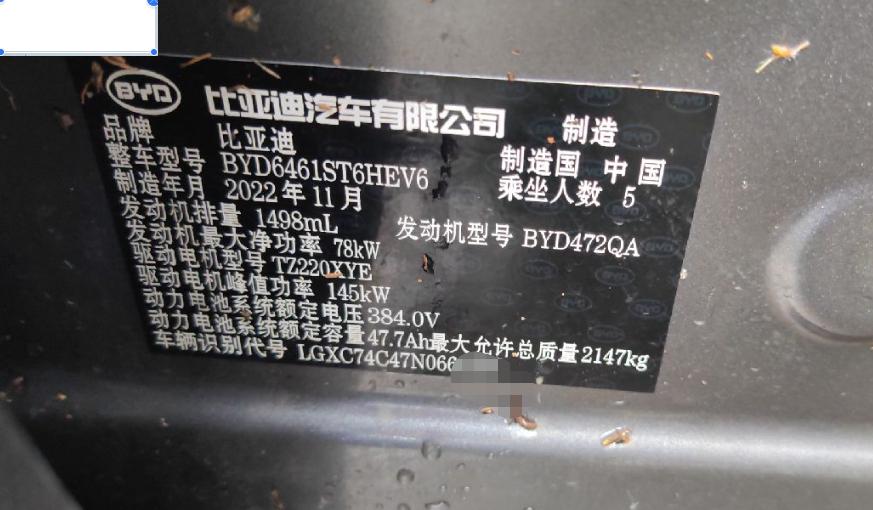 BYD 比亚迪汽车有限公司 制造
品牌 比亚迪 制造国 中国
整车型号 BYD6461ST6HEV6 乘坐人数 5
制造年月 2022年11月
发动机排量 1498mL 发动机型号 BYD472QA
发动机最大净功率 78kW
驱动电机型号 TZ220XYE
驱动电机峰值功率 145kW
动力电池系统额定电压 384.0V
动力电池系统额定容量 47.7Ah 最大允许总质量 2147kg
车辆识别代号 LGXC74C47N066